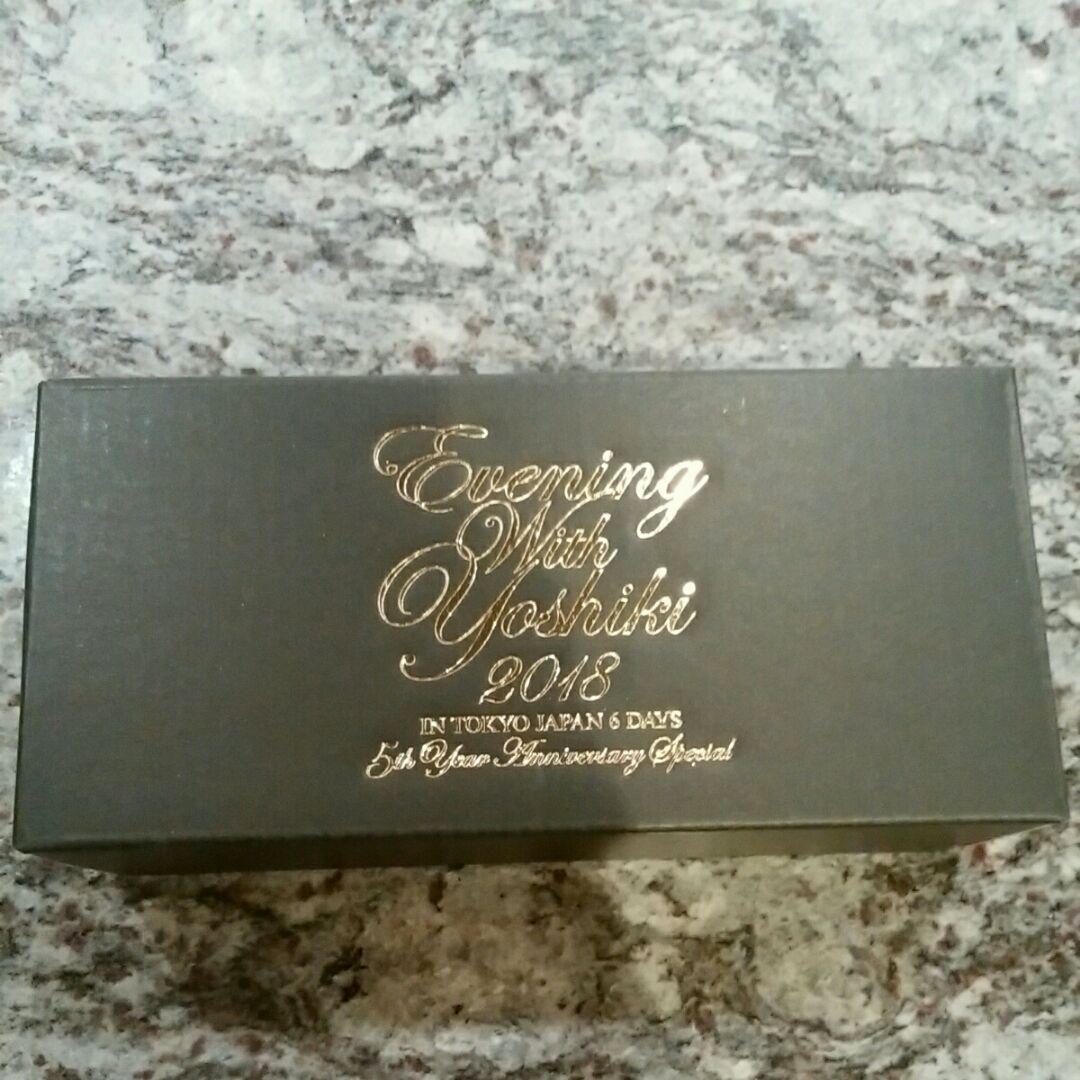 Evening
With
Yoshiki
2018
IN TOKYO JAPAN 6 DAYS
5th Year Anniversary Special